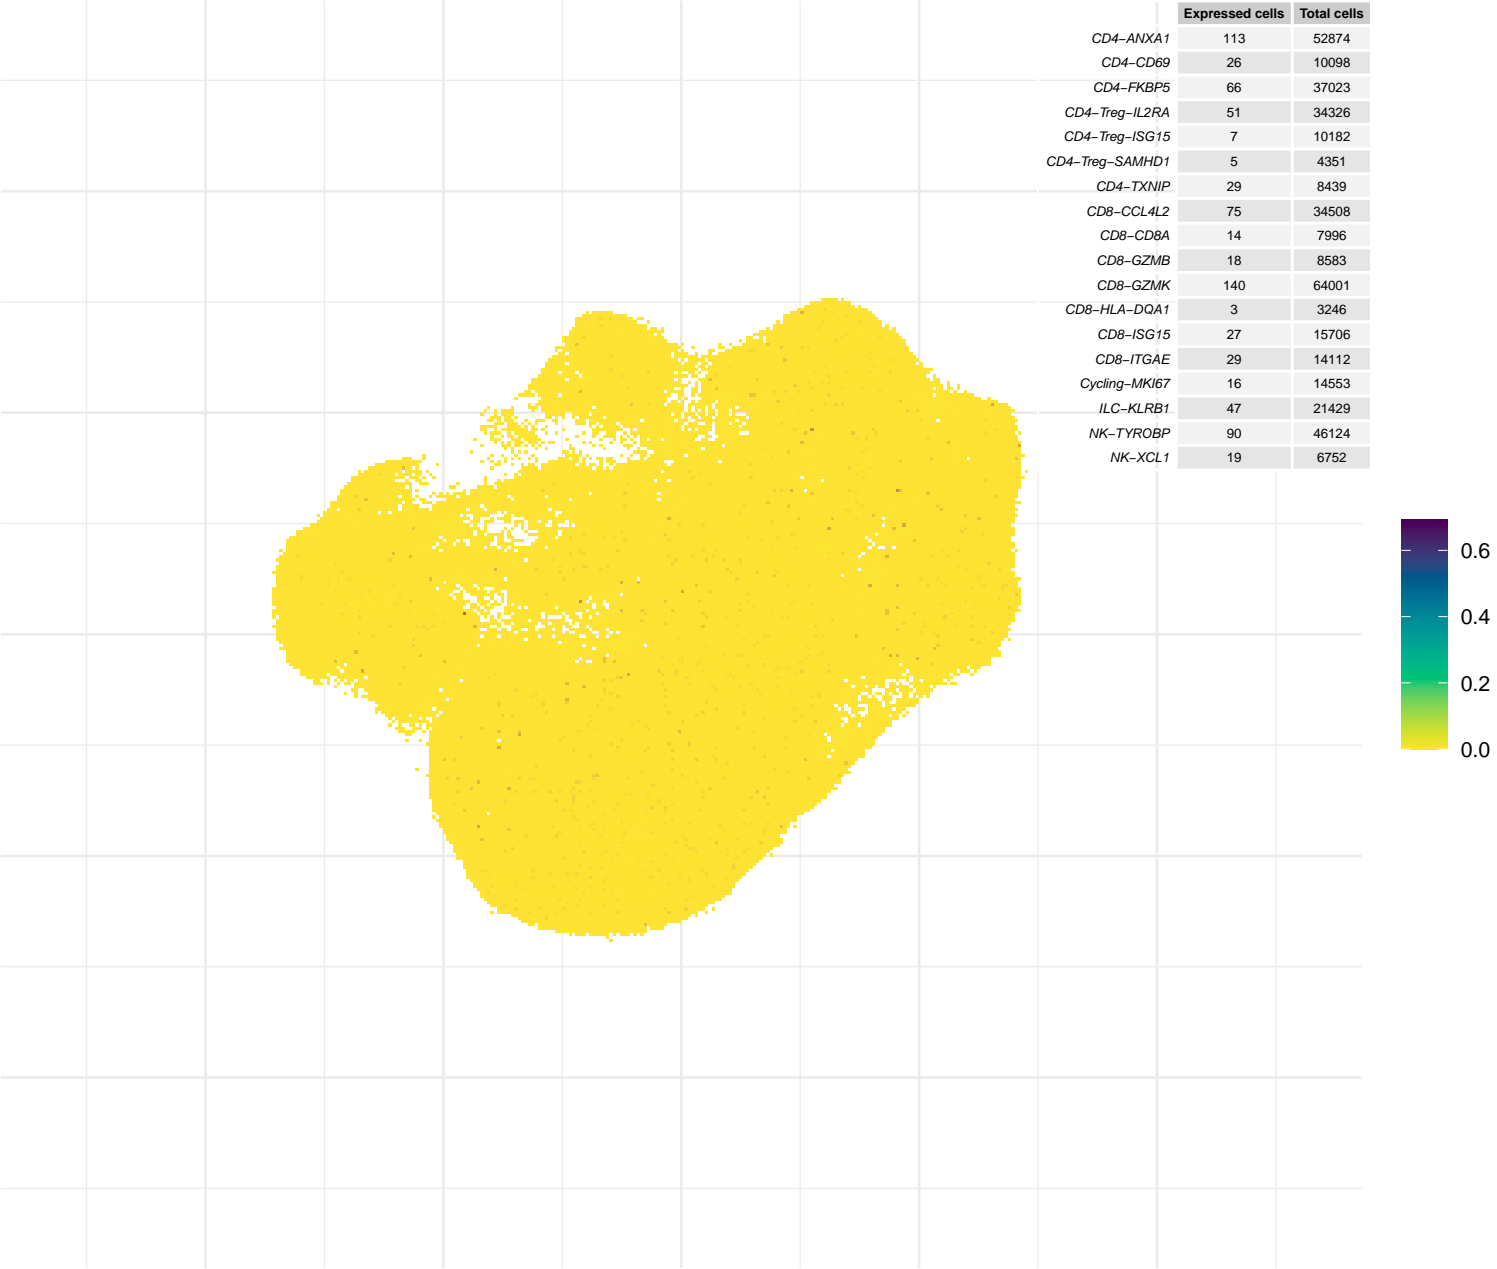 Expressed cells Total cells
CD4−ANXA1 113 52874
CD4−CD69 26 10098
CD4−FKBP5 66 37023
CD4−Treg−IL2RA 51 34326
CD4−Treg−ISG15 7 10182
CD4−Treg−SAMHD1 5 4351
CD4−TXNIP 29 8439
CD8−CCL4L2 75 34508
CD8−CD8A 14 7996
CD8−GZMB 18 8583
CD8−GZMK 140 64001
CD8−HLA−DQA1 3 3246
CD8−ISG15 27 15706
CD8−ITGAE 29 14112
Cycling−MKI67 16 14553
ILC−KLRB1 47 21429
NK−TYROBP 90 46124
NK−XCL1 19 6752
0.6
0.4
0.2
0.0